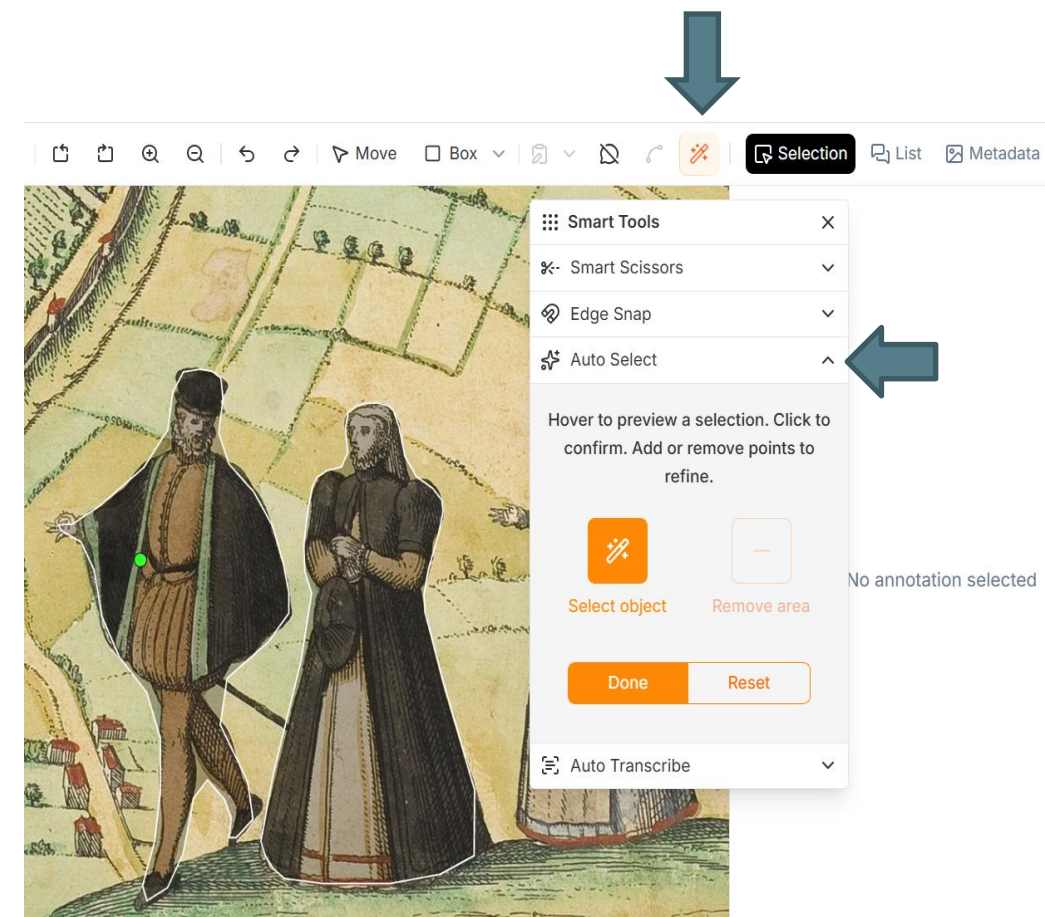 Move Box Selection List Metadata
Smart Tools
Smart Scissors
Edge Snap
Auto Select
Hover to preview a selection. Click to
confirm. Add or remove points to
refine.
Select object Remove area
No annotation selected
Done Reset
Auto Transcribe